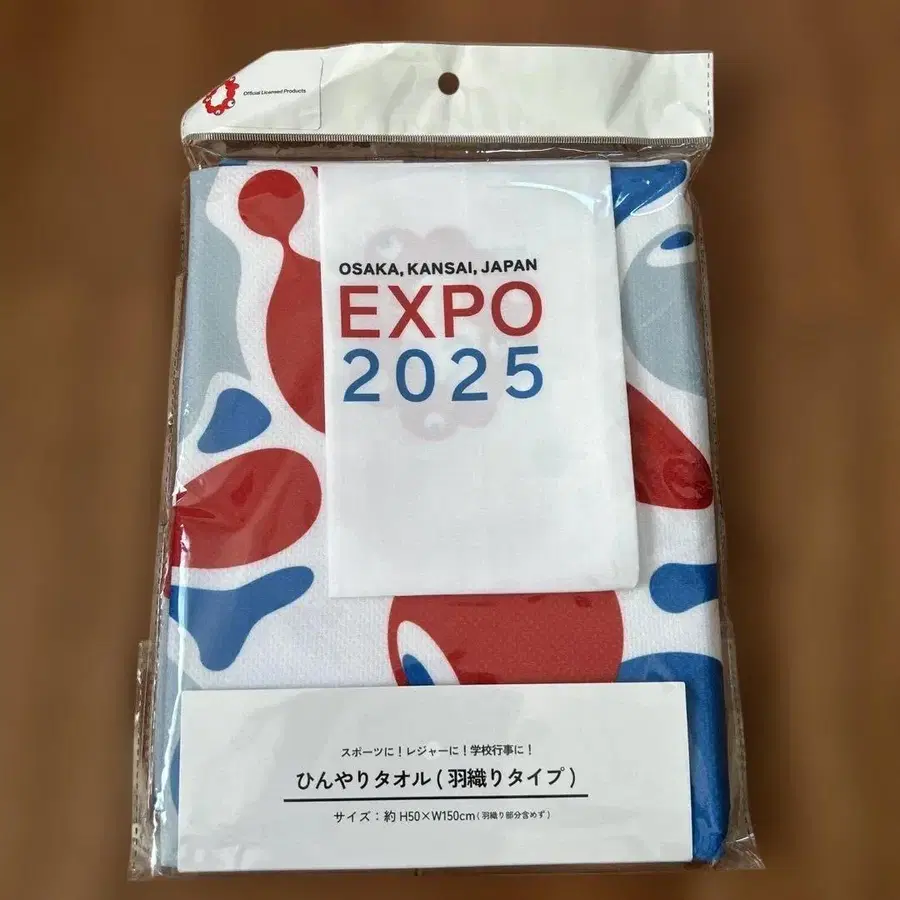 Official Licensed Products
OSAKA, KANSAI, JAPAN
EXPO
2025
スポーツに！レジャーに！学校行事に！
ひんやりタオル ( 羽織りタイプ )
サイズ：約 H50×W150cm ( 羽織り部分含めず )